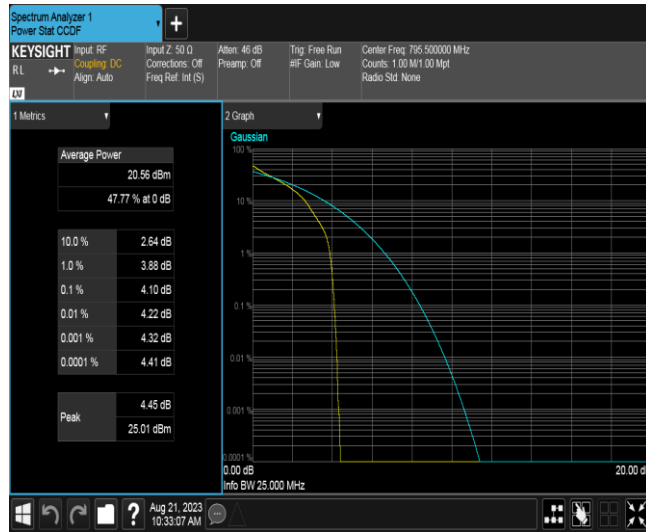 Spectrum Analyzer 1
Power Stat CCDF
+
KEYSIGHT
RL
LXI
Input: RF
Coupling: DC
Align: Auto
Input Z: 50 Ω
Corrections: Off
Freq Ref: Int (S)
Atten: 46 dB
Preamp: Off
Trig: Free Run
#IF Gain: Low
Center Freq: 795.500000 MHz
Counts: 1.00 M/1.00 Mpt
Radio Std: None
1 Metrics
Average Power
20.56 dBm
47.77 % at 0 dB
10.0 % 2.64 dB
1.0 % 3.88 dB
0.1 % 4.10 dB
0.01 % 4.22 dB
0.001 % 4.32 dB
0.0001 % 4.41 dB
Peak
4.45 dB
25.01 dBm
2 Graph
Gaussian
100 %
10 %
1 %
0.1 %
0.01 %
0.001 %
0.0001 %
0.00 dB
20.00 d
Info BW 25.000 MHz
?
Aug 21, 2023
10:33:07 AM